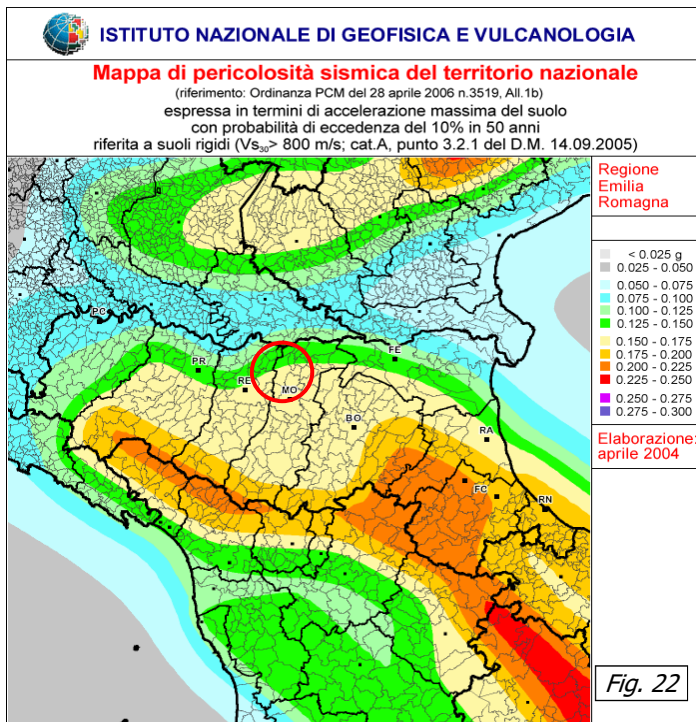 ISTITUTO NAZIONALE DI GEOFISICA E VULCANOLOGIA
Mappa di pericolosità sismica del territorio nazionale
(riferimento: Ordinanza PCM del 28 aprile 2006 n.3519, All.1b)
espressa in termini di accelerazione massima del suolo
con probabilità di eccedenza del 10% in 50 anni
riferita a suoli rigidi (Vs30> 800 m/s; cat.A, punto 3.2.1 del D.M. 14.09.2005)
Regione
Emilia
Romagna
< 0.025 g
0.025 - 0.050
0.050 - 0.075
0.075 - 0.100
0.100 - 0.125
0.125 - 0.150
0.150 - 0.175
0.175 - 0.200
0.200 - 0.225
0.225 - 0.250
0.250 - 0.275
0.275 - 0.300
Elaborazione:
aprile 2004
PC
PR
FE
RE
MO
BO
RA
FC
RN
Fig. 22